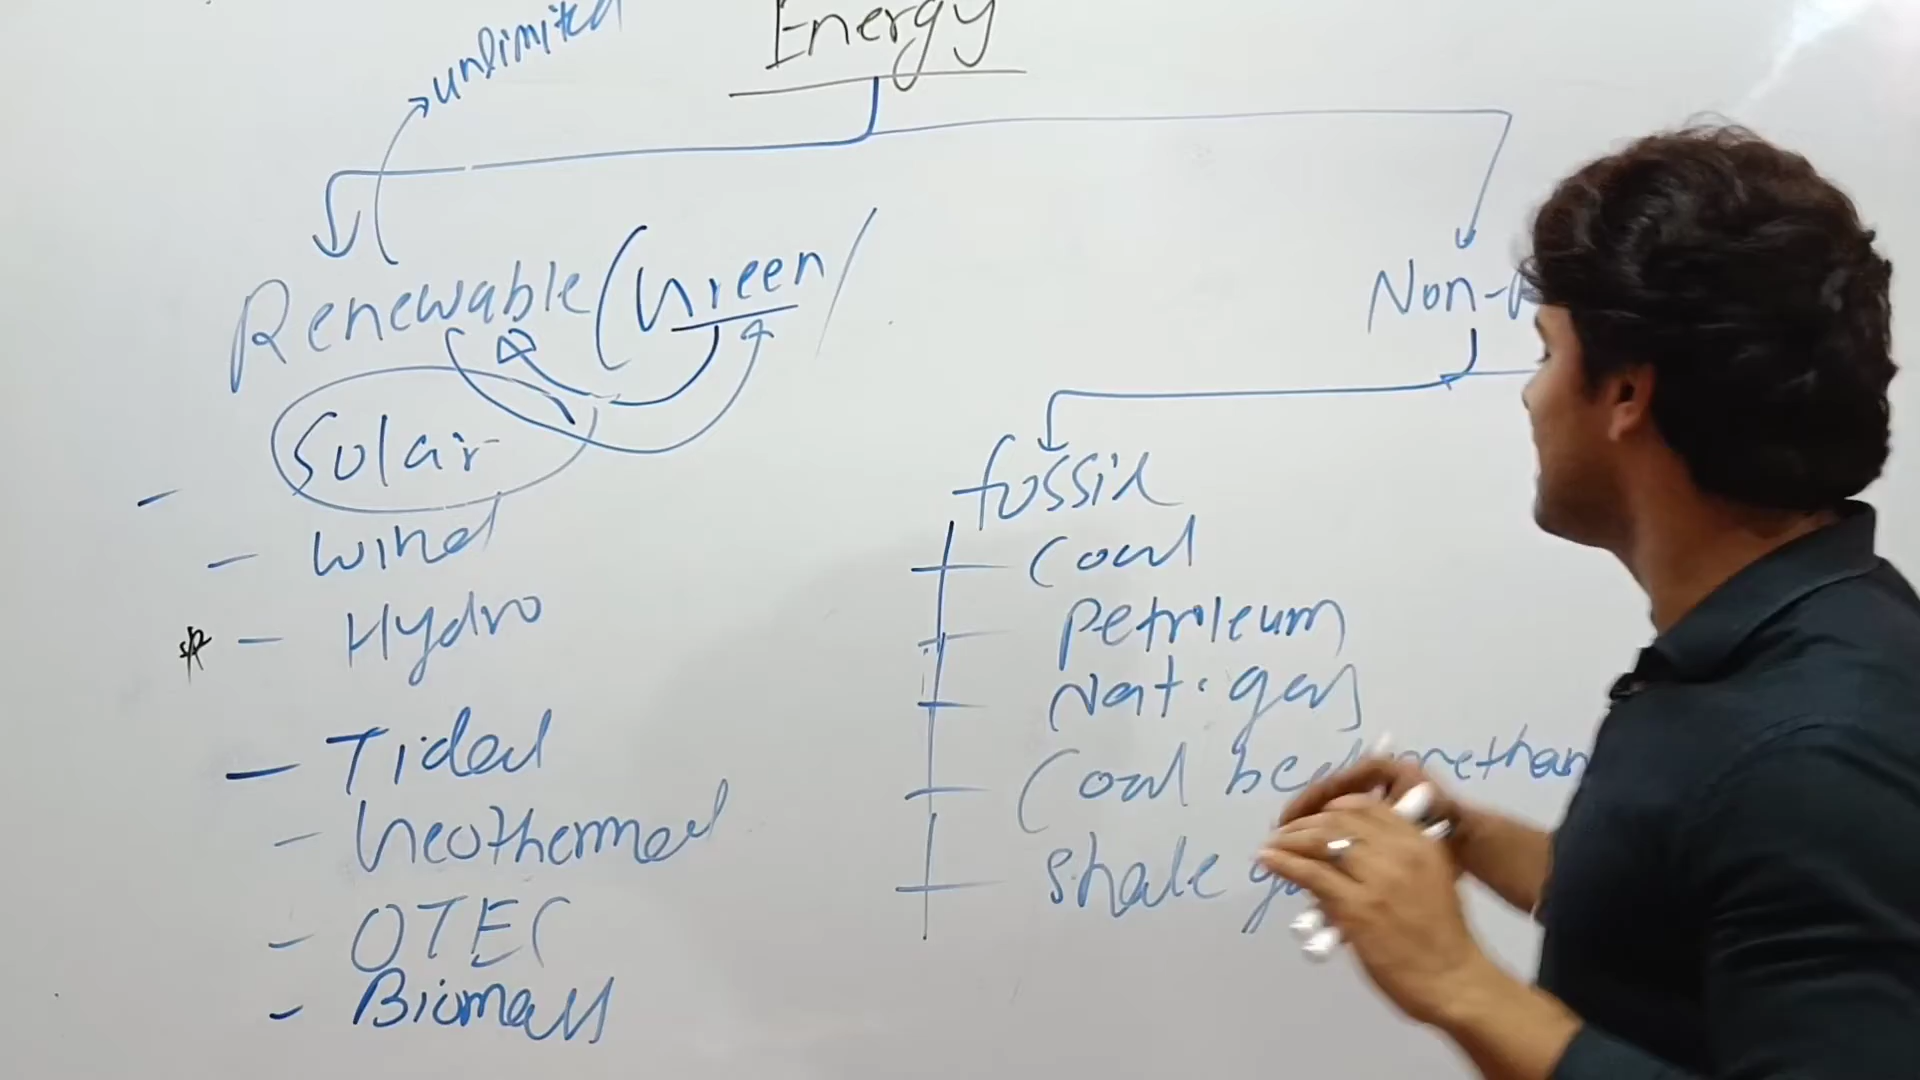 Energy
unlimited
Renewable (Green/
Non-
Solar
- Wind
- Hydro
- Tidal
- Geothermal
- OTEC
- Biomass
fossil
Coal
Petroleum
Nat. gas
Coal bed methan
Shale